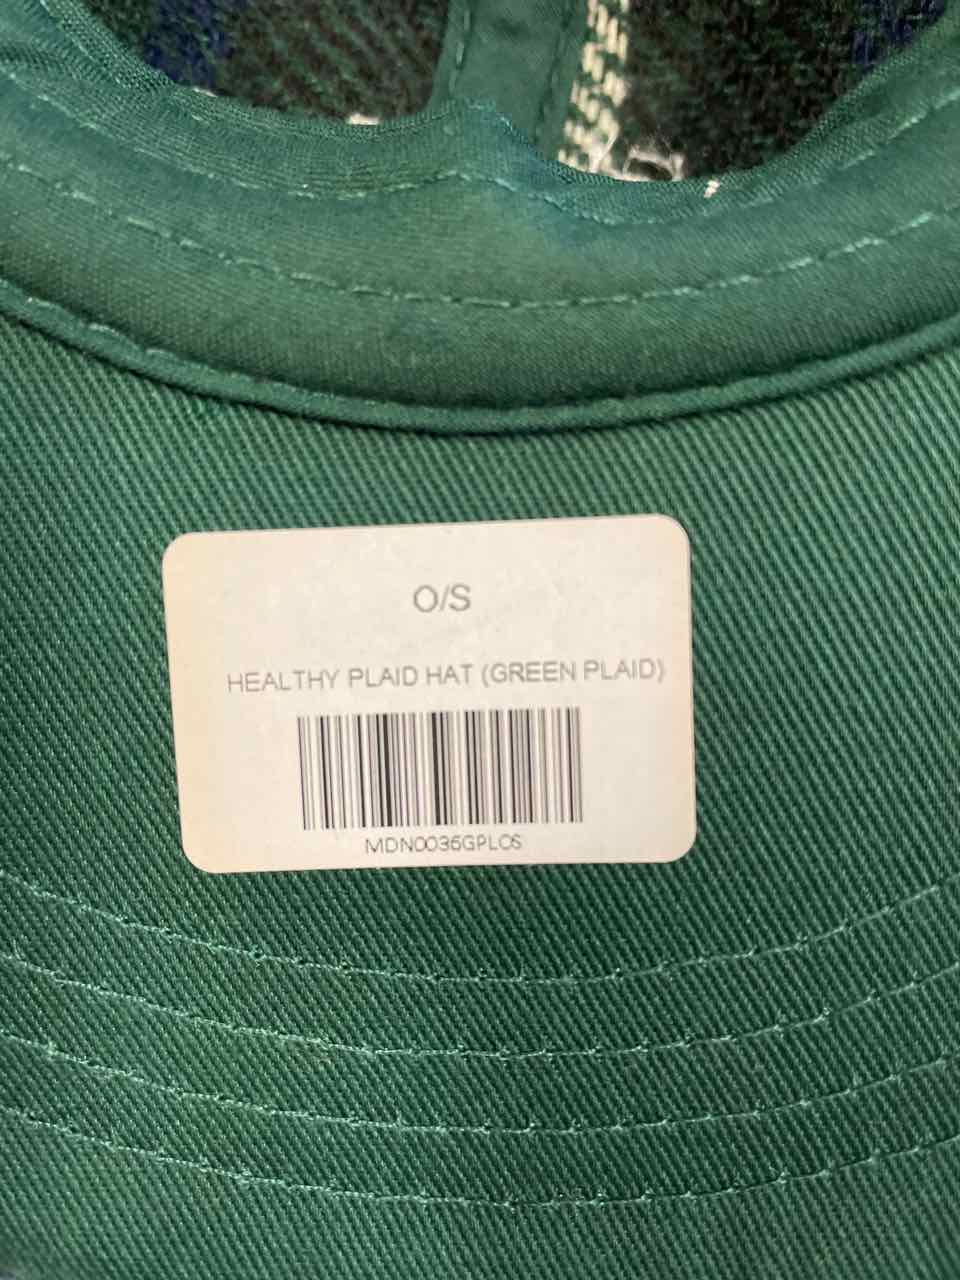 O/S
HEALTHY PLAID HAT (GREEN PLAID)
MDN0036GPLOS